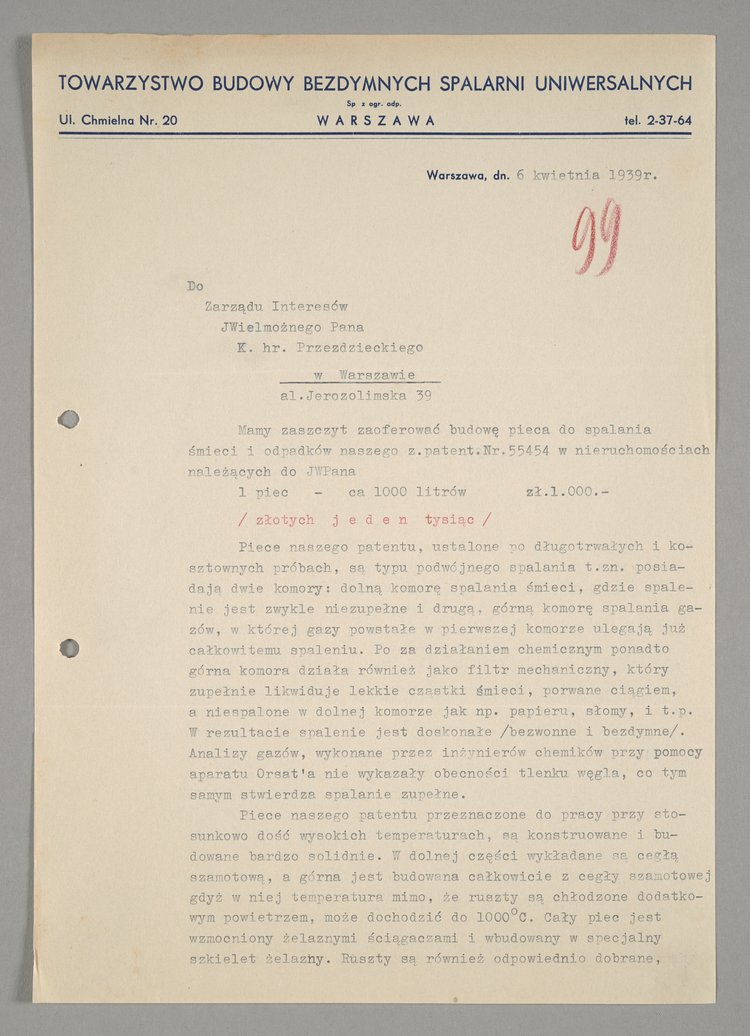 TOWARZYSTWO BUDOWY BEZDYMNYCH SPALARNI UNIWERSALNYCH
Sp z ogr. odp.
Ul. Chmielna Nr. 20 WARSZAWA tel. 2-37-64
Warszawa, dn. 6 kwietnia 1939r.
99
Do
Zarządu Interesów
JWielmożnego Pana
K. hr. Przezdzieckiego
w Warszawie
al.Jerozolimska 39
Mamy zaszczyt zaoferować budowę pieca do spalania
śmieci i odpadków naszego z.patent.Nr.55454 w nieruchomościach
należących do JWPana
1 piec - ca 1000 litrów zł.1.000.-
/ złotych j e d e n tysiąc /
Piece naszego patentu, ustalone po długotrwałych i ko-
sztownych próbach, są typu podwójnego spalania t.zn. posia-
dają dwie komory: dolną komorę spalania śmieci, gdzie spale-
nie jest zwykle niezupełne i drugą, górną komorę spalania ga-
zów, w której gazy powstałe w pierwszej komorze ulegają już
całkowitemu spaleniu. Po za działaniem chemicznym ponadto
górna komora działa również jako filtr mechaniczny, który
zupełnie likwiduje lekkie cząstki śmieci, porwane ciągiem,
a niespalone w dolnej komorze jak np. papieru, słomy, i t.p.
W rezultacie spalenie jest doskonałe /bezwonne i bezdymne/.
Analizy gazów, wykonane przez inżynierów chemików przy pomocy
aparatu Orsat'a nie wykazały obecności tlenku węgla, co tym
samym stwierdza spalanie zupełne.
Piece naszego patentu przeznaczone do pracy przy sto-
sunkowo dość wysokich temperaturach, są konstruowane i bu-
dowane bardzo solidnie. W dolnej części wykładane są cegłą
szamotową, a górna jest budowana całkowicie z cegły szamotowej
gdyż w niej temperatura mimo, że ruszty są chłodzone dodatko-
wym powietrzem, może dochodzić do 1000°C. Cały piec jest
wzmocniony żelaznymi ściągaczami i wbudowany w specjalny
szkielet żelazny. Ruszty są również odpowiednio dobrane,